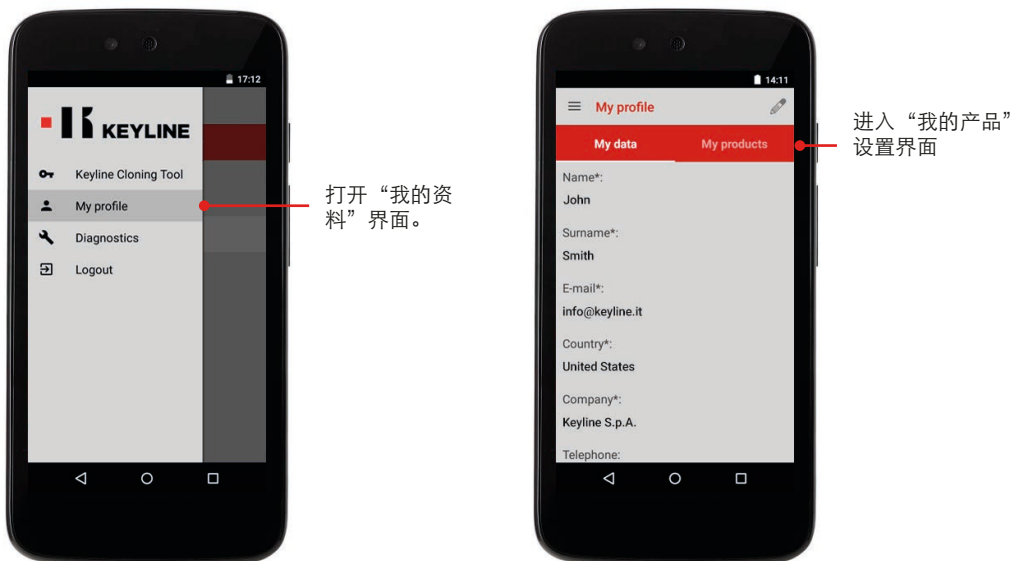 17:12
KEYLINE
Keyline Cloning Tool
My profile
Diagnostics
Logout
打开“我的资
料”界面。
14:11
My profile
My data
My products
Name*:
John
Surname*:
Smith
E-mail*:
info@keyline.it
Country*:
United States
Company*:
Keyline S.p.A.
Telephone:
进入“我的产品”
设置界面